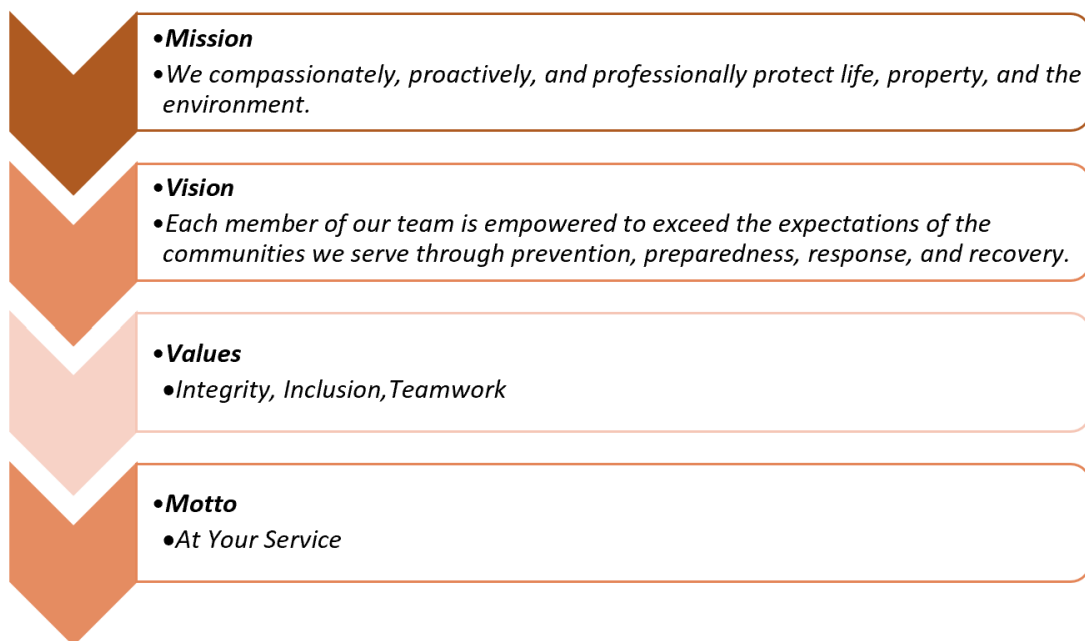 •Mission
•We compassionately, proactively, and professionally protect life, property, and the
environment.
•Vision
•Each member of our team is empowered to exceed the expectations of the
communities we serve through prevention, preparedness, response, and recovery.
•Values
•Integrity, Inclusion,Teamwork
•Motto
•At Your Service